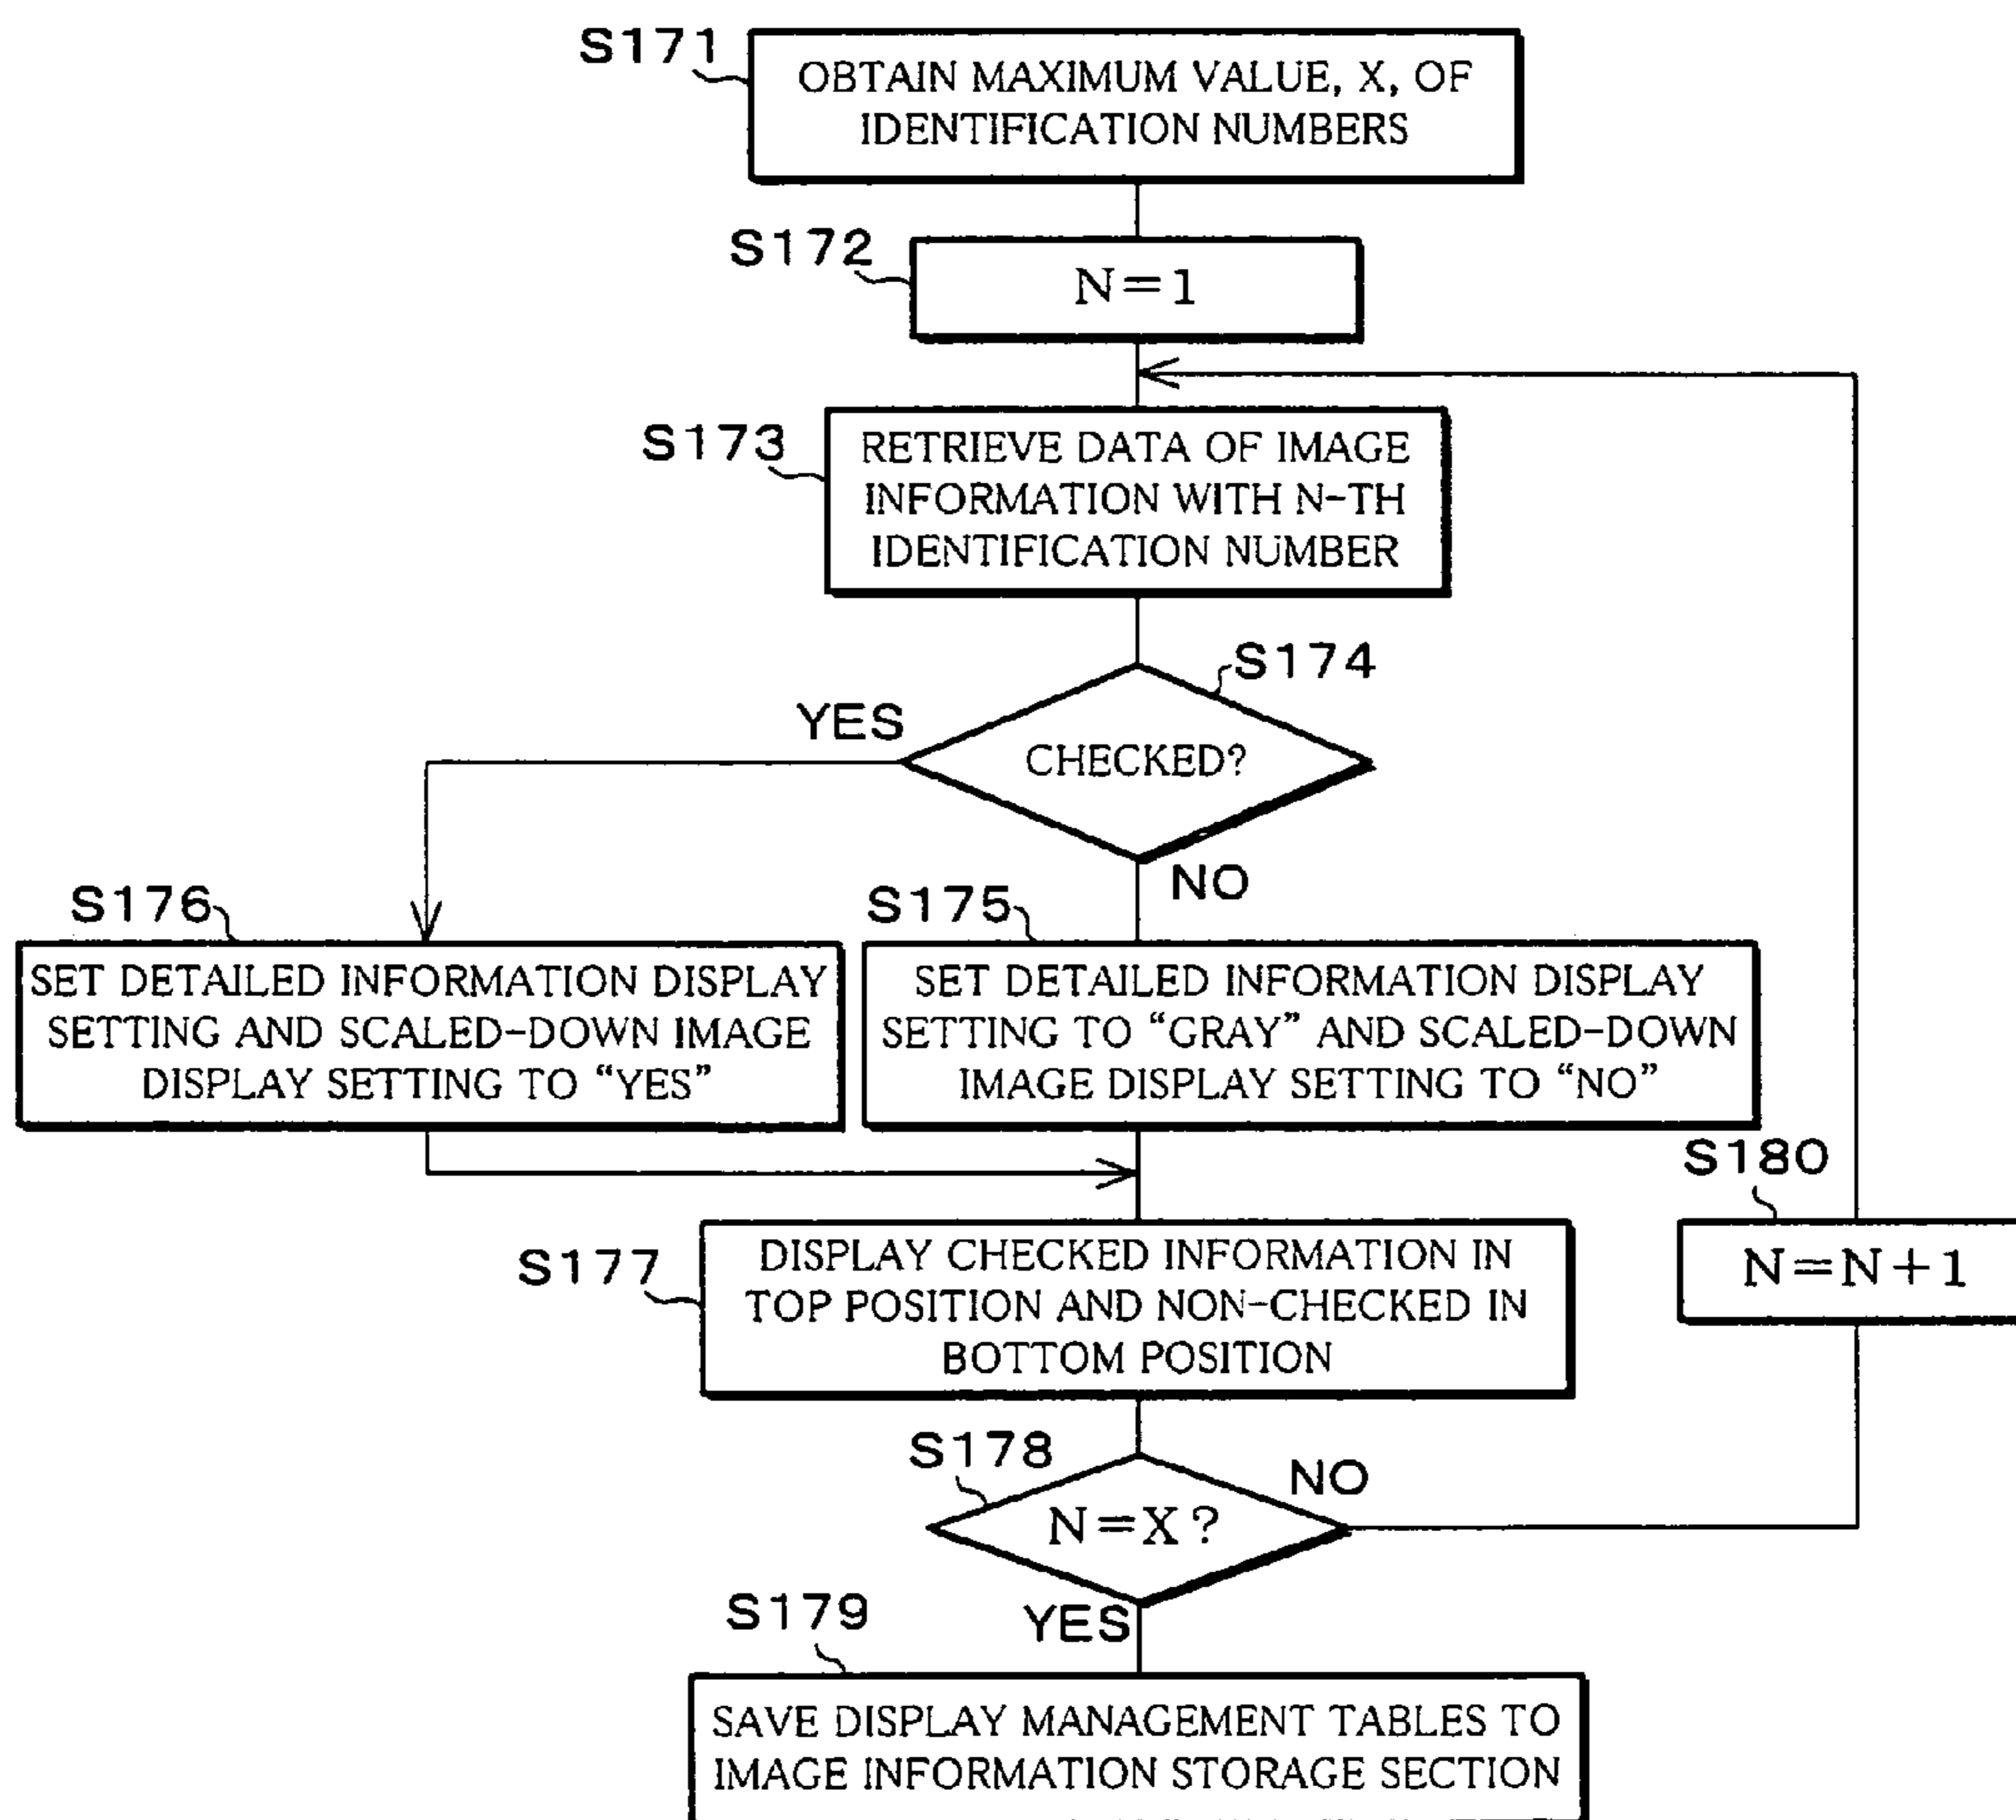 S171
OBTAIN MAXIMUM VALUE, X, OF
IDENTIFICATION NUMBERS
S172
N=1
S173
RETRIEVE DATA OF IMAGE
INFORMATION WITH N-TH
IDENTIFICATION NUMBER
S174
YES
CHECKED?
NO
S176
SET DETAILED INFORMATION DISPLAY
SETTING AND SCALED-DOWN IMAGE
DISPLAY SETTING TO “YES”
S175
SET DETAILED INFORMATION DISPLAY
SETTING TO “GRAY” AND SCALED-DOWN
IMAGE DISPLAY SETTING TO “NO”
S180
N=N+1
S177
DISPLAY CHECKED INFORMATION IN
TOP POSITION AND NON-CHECKED IN
BOTTOM POSITION
S178
NO
N=X?
YES
S179
SAVE DISPLAY MANAGEMENT TABLES TO
IMAGE INFORMATION STORAGE SECTION